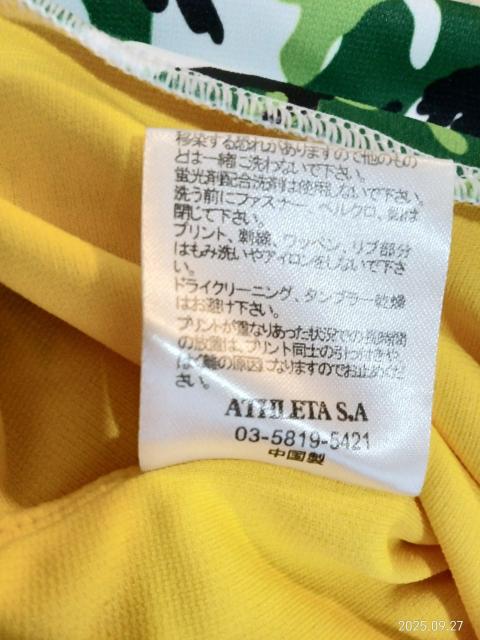 移染する恐れがありますので他のもの
とは一緒に洗わないで下さい。
蛍光剤配合洗剤は使用しないで下さい。
洗う前にファスナー、ベルクロ、釦は
閉じて下さい。
プリント、刺繍、ワッペン、リブ部分
はもみ洗いやアイロンをしないで下さ
い。
ドライクリーニング、タンブラー乾燥
はお避け下さい。
プリントが重なりあった状況での長時間
の放置は、プリント同士の引っ付きや、
はく離の原因になりますのでお止めくだ
さい。
ATHLETA S.A
03-5819-5421
中国製
2025.09.27